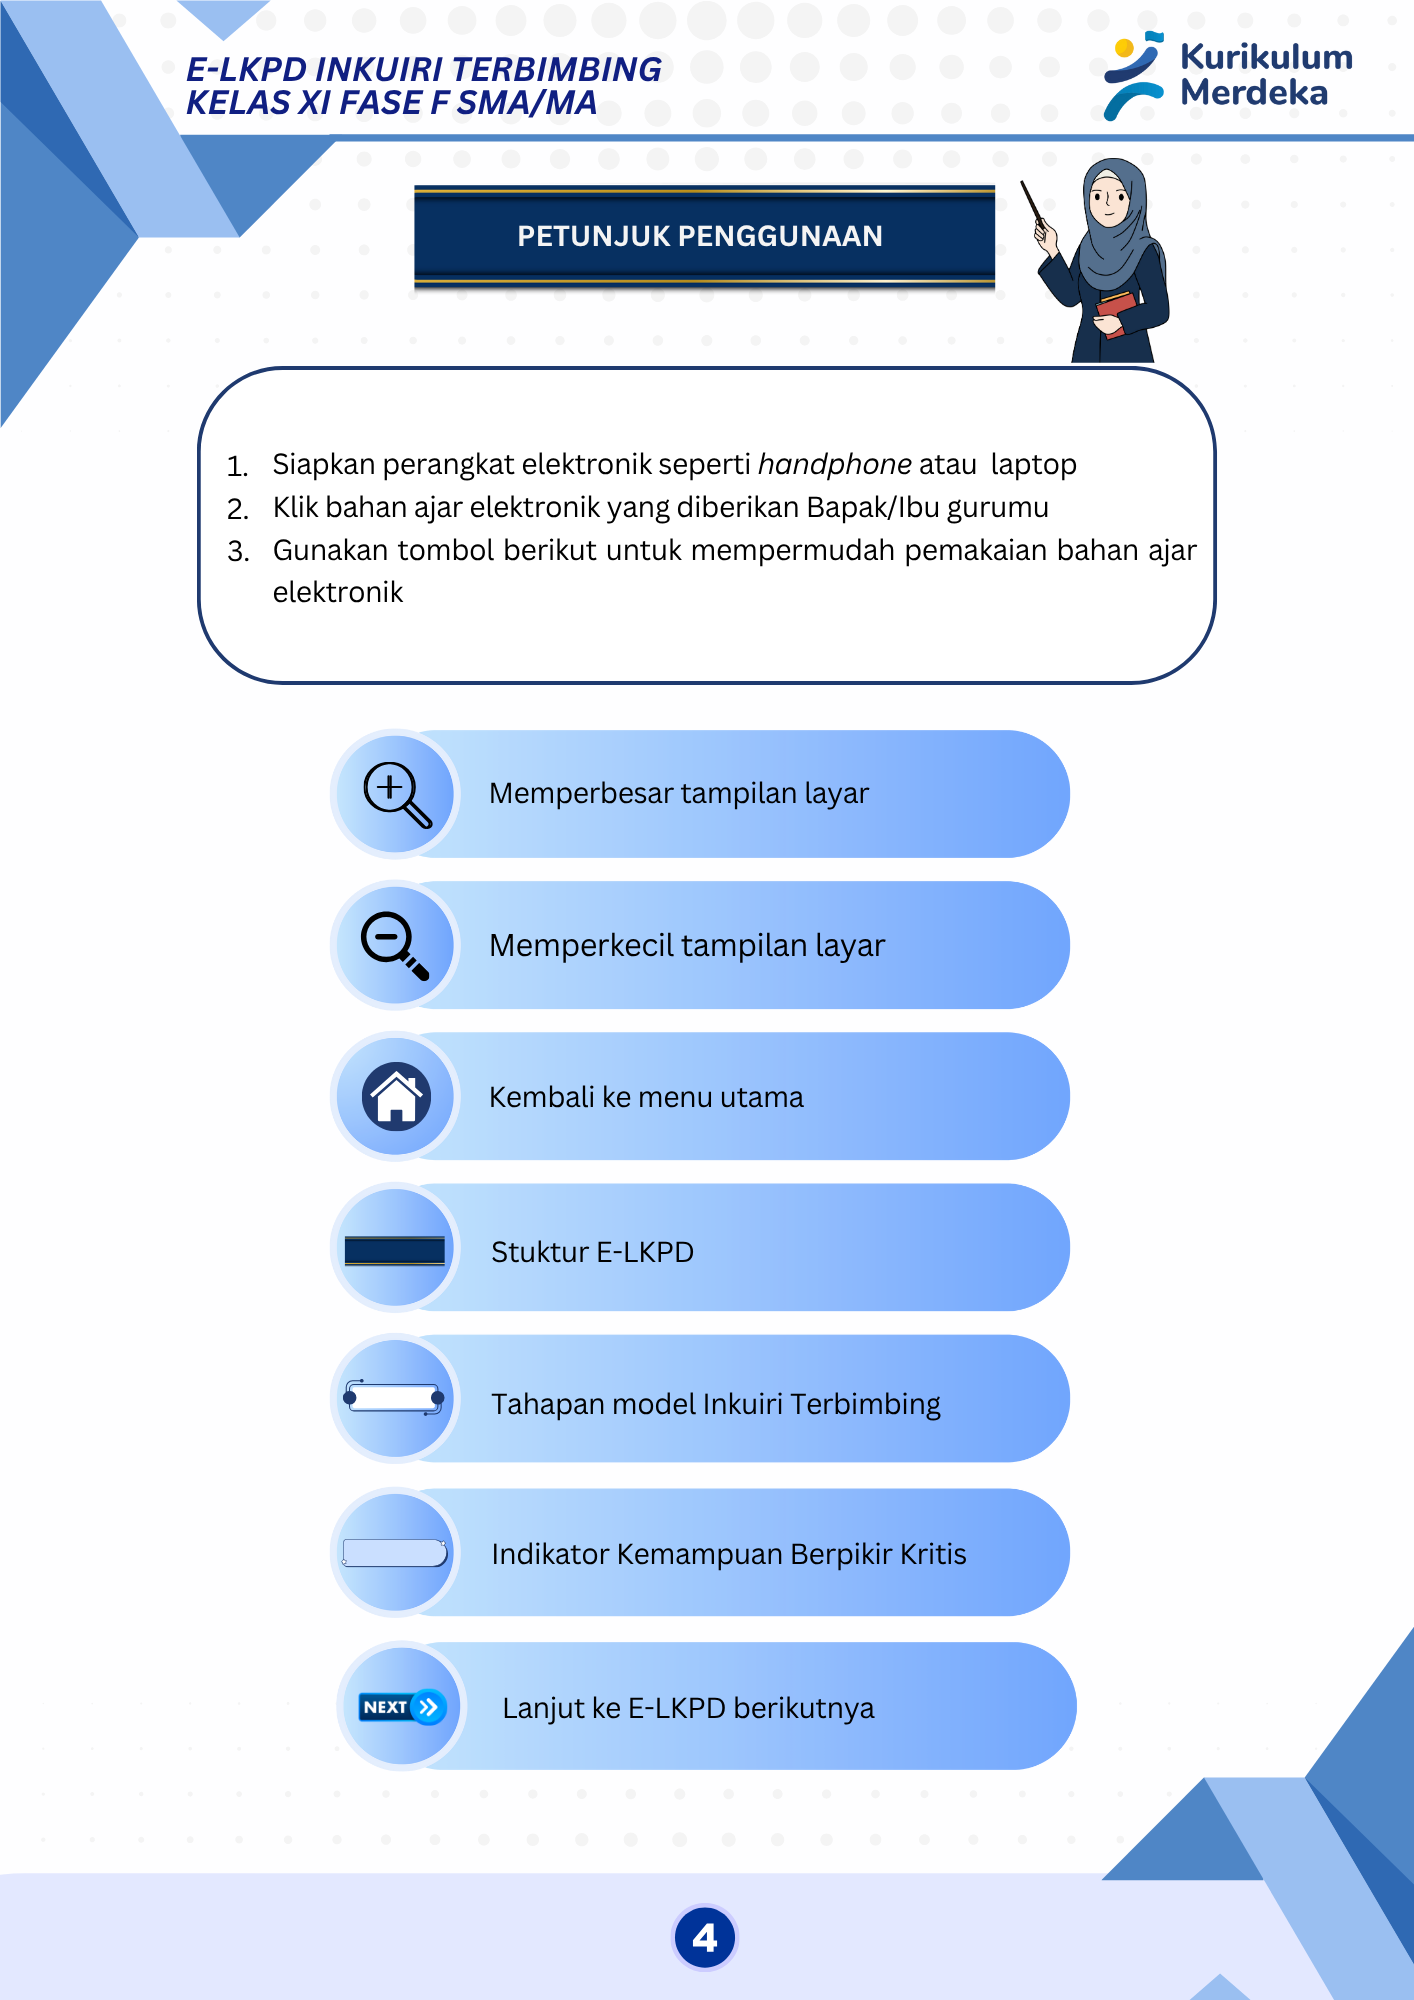 E-LKPD INKUIRI TERBIMBING
KELAS XI FASE F SMA/MA
Kurikulum
Merdeka
PETUNJUK PENGGUNAAN
1. Siapkan perangkat elektronik seperti handphone atau laptop
2. Klik bahan ajar elektronik yang diberikan Bapak/Ibu gurumu
3. Gunakan tombol berikut untuk mempermudah pemakaian bahan ajar
elektronik
Memperbesar tampilan layar
Memperkecil tampilan layar
Kembali ke menu utama
Stuktur E-LKPD
Tahapan model Inkuiri Terbimbing
Indikator Kemampuan Berpikir Kritis
NEXT
Lanjut ke E-LKPD berikutnya
4